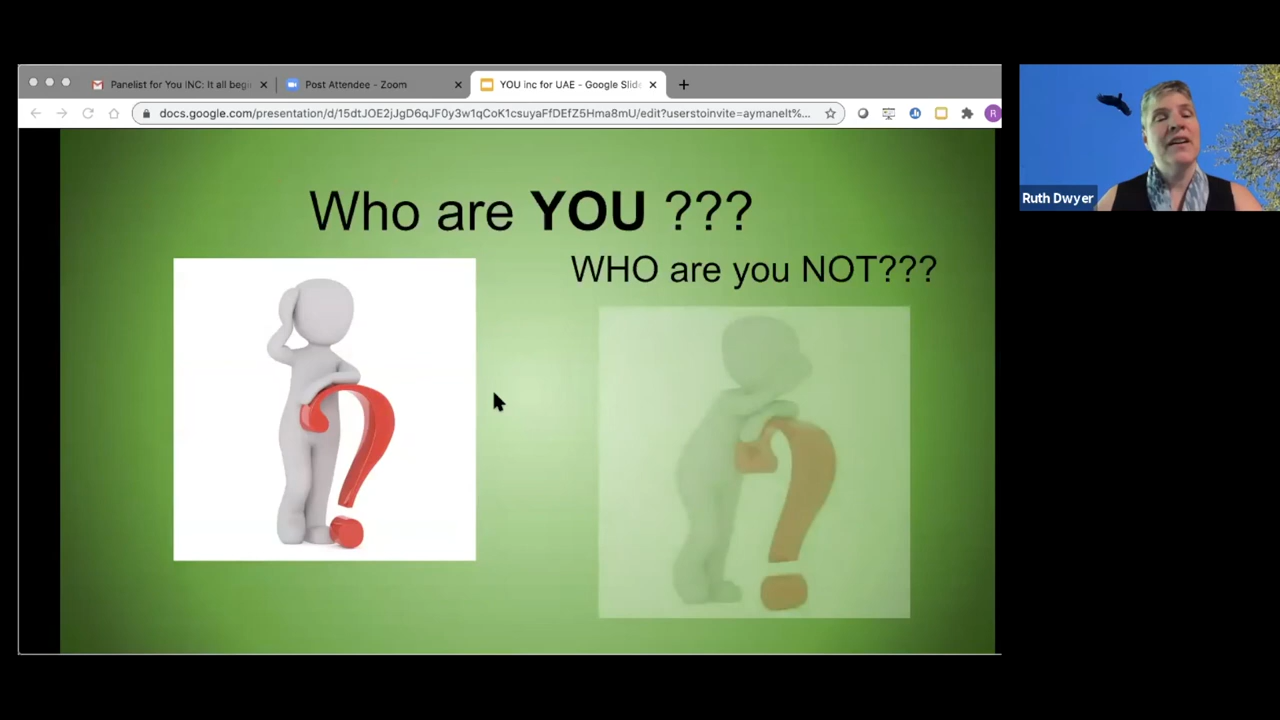 Panelist for You INC: It all begi
Post Attendee - Zoom
YOU inc for UAE - Google Slide
docs.google.com/presentation/d/15dtJOE2jJgD6qJF0y3w1qCoK1csuyaFfDEfZ5Hma8mU/edit?userstoinvite=aymanelt%...
R
Who are YOU ???
WHO are you NOT???
Ruth Dwyer